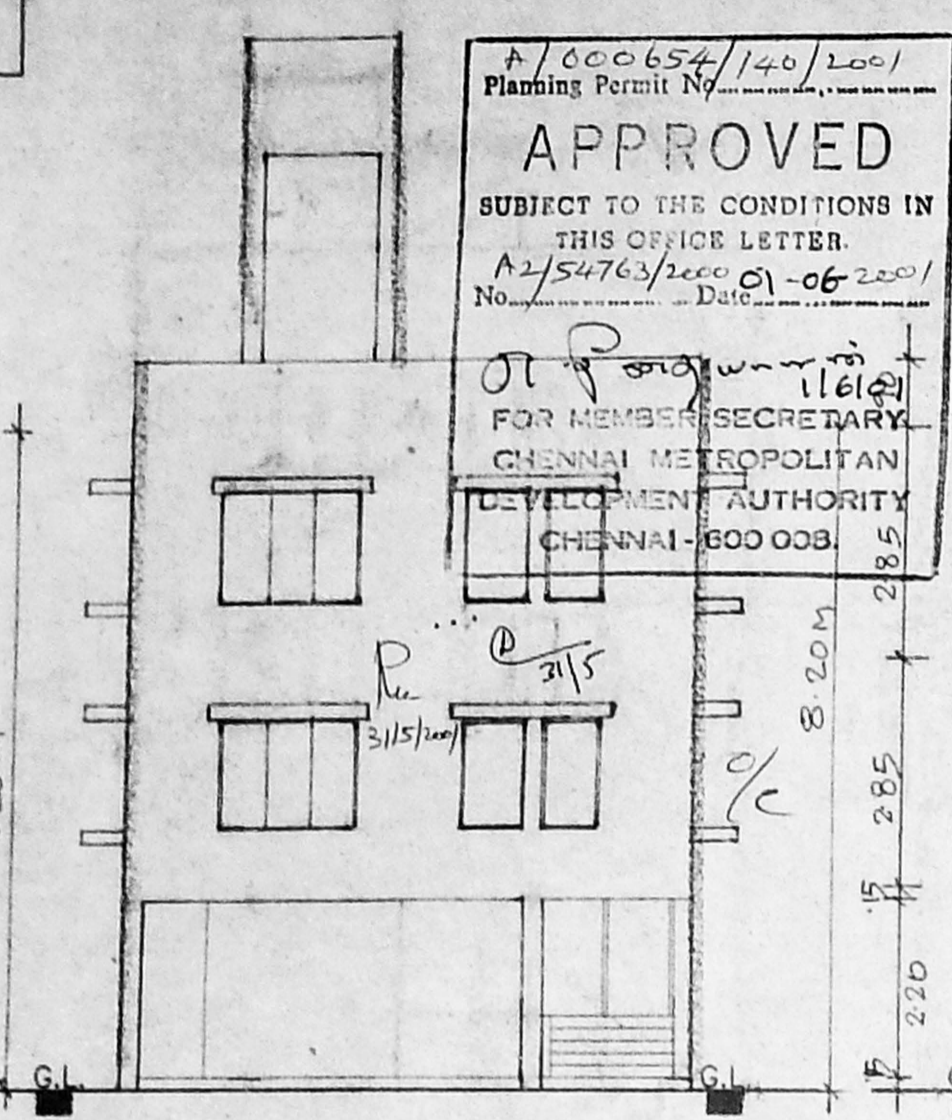 A/000654/140/2001
Planning Permit No
APPROVED
SUBJECT TO THE CONDITIONS IN
THIS OFFICE LETTER.
A2/54763/2000 01-06-2001
No. Date
1/6/01
FOR MEMBER SECRETARY
CHENNAI METROPOLITAN
DEVELOPMENT AUTHORITY
CHENNAI - 600 008.
31/5
31/5/2001
O/C
8.20M
2.85
2.85
.15
2.20
.15
G.L
G.L